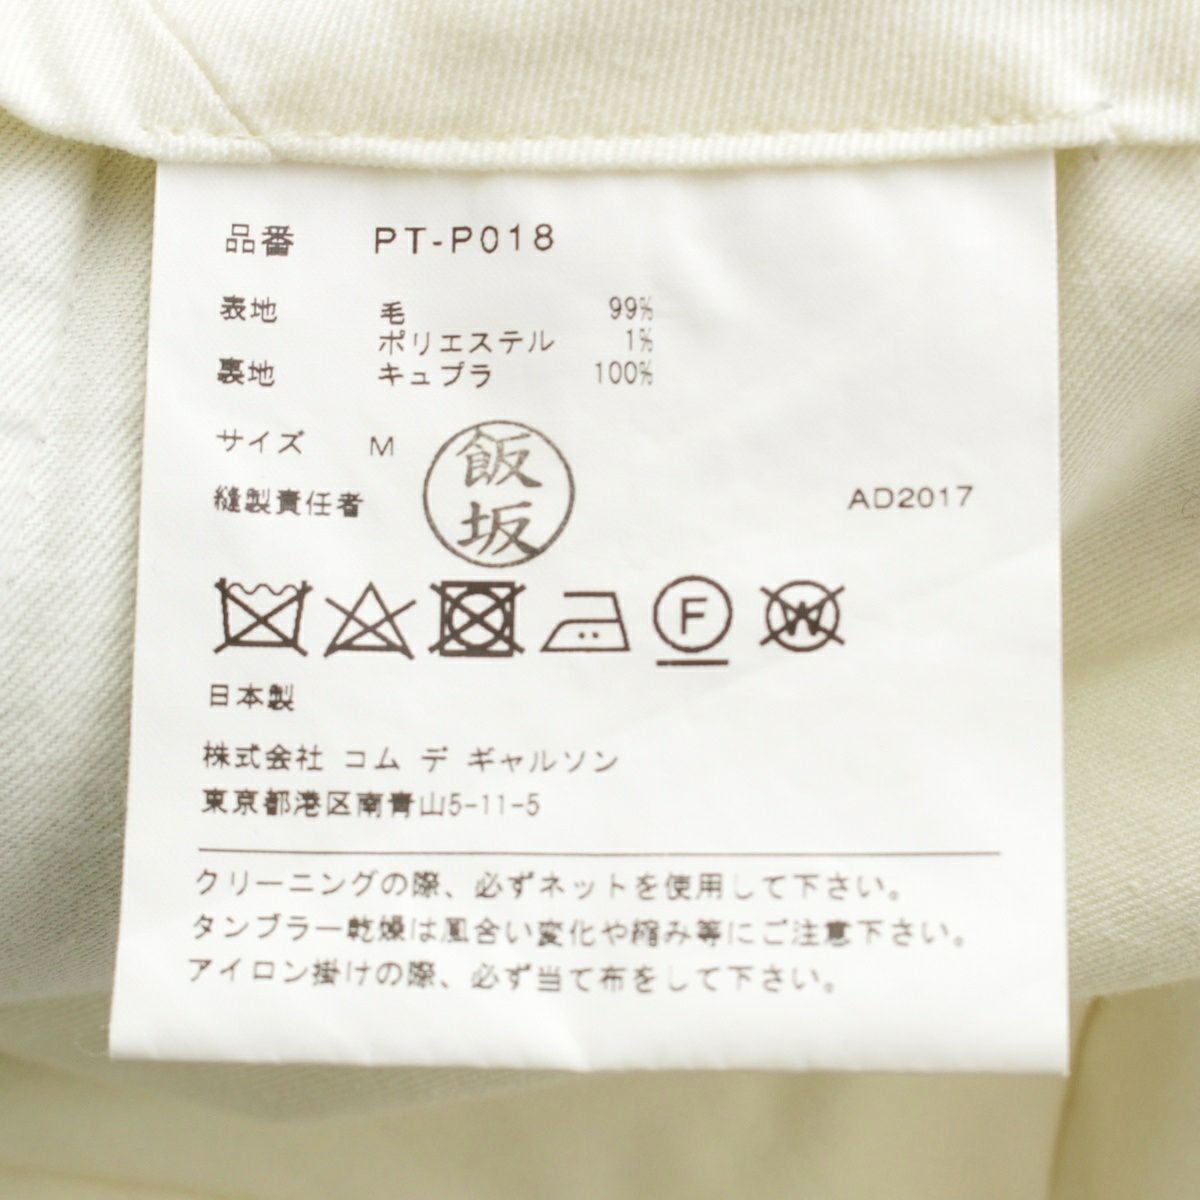 品番 PT-P018
表地 毛 99%
ポリエステル 1%
裏地 キュプラ 100%
サイズ M
飯坂
縫製責任者
AD2017
F W
日本製
株式会社 コム デ ギャルソン
東京都港区南青山5-11-5
クリーニングの際、必ずネットを使用して下さい。
タンブラー乾燥は風合い変化や縮み等にご注意下さい。
アイロン掛けの際、必ず当て布をして下さい。